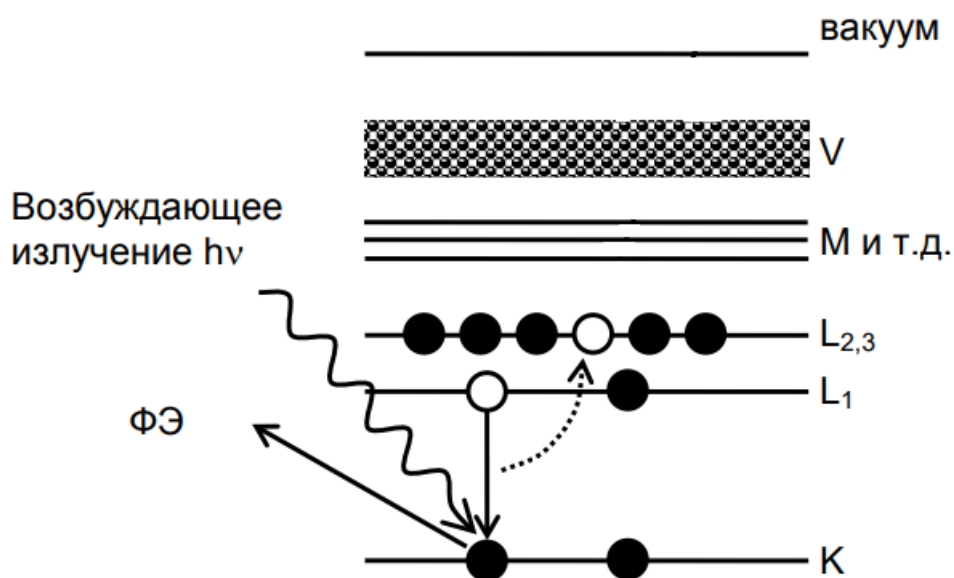 вакуум
V
Возбуждающее
излучение hν
М и т.д.
L2,3
L1
ФЭ
K